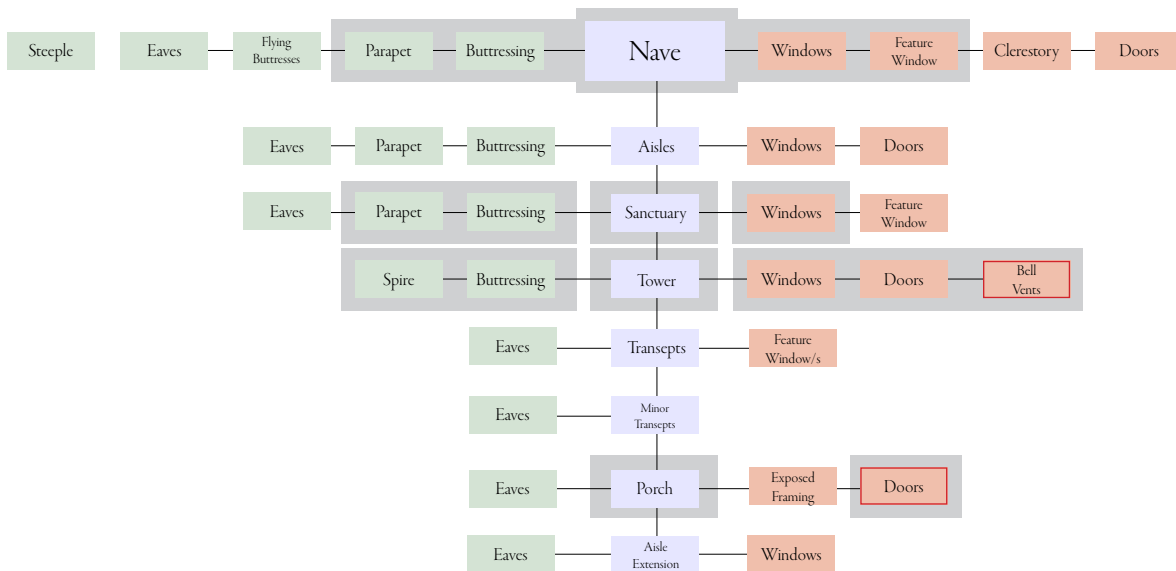 Steeple
Eaves
Flying
Buttresses
Parapet
Buttressing
Nave
Windows
Feature
Window
Clerestory
Doors
Eaves
Parapet
Buttressing
Aisles
Windows
Doors
Eaves
Parapet
Buttressing
Sanctuary
Windows
Feature
Window
Spire
Buttressing
Tower
Windows
Doors
Bell
Vents
Eaves
Transepts
Feature
Window/s
Eaves
Minor
Transepts
Eaves
Porch
Exposed
Framing
Doors
Eaves
Aisle
Extension
Windows